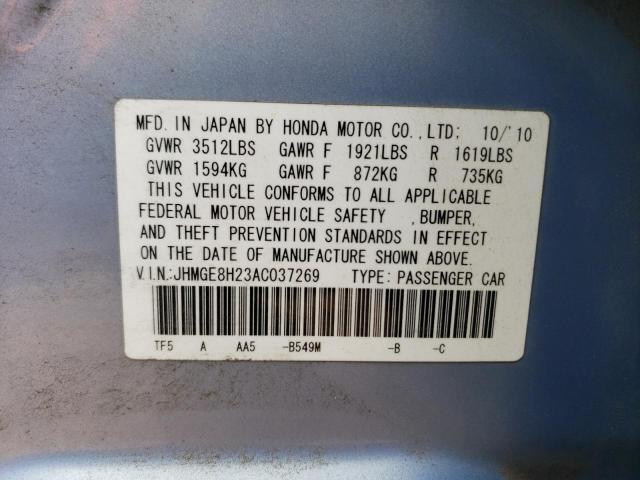 MFD. IN JAPAN BY HONDA MOTOR CO., LTD: 10/'10
GVWR 3512LBS GAWR F 1921LBS R 1619LBS
GVWR 1594KG GAWR F 872KG R 735KG
THIS VEHICLE CONFORMS TO ALL APPLICABLE
FEDERAL MOTOR VEHICLE SAFETY ,BUMPER,
AND THEFT PREVENTION STANDARDS IN EFFECT
ON THE DATE OF MANUFACTURE SHOWN ABOVE.
V.I.N.:JHMGE8H23AC037269 TYPE: PASSENGER CAR
TF5 A AA5 -B549M -B -C